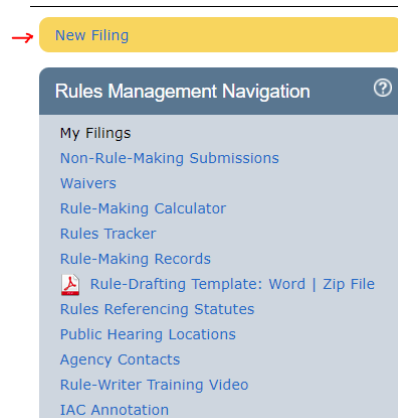 New Filing
Rules Management Navigation ?
My Filings
Non-Rule-Making Submissions
Waivers
Rule-Making Calculator
Rules Tracker
Rule-Making Records
Rule-Drafting Template: Word | Zip File
Rules Referencing Statutes
Public Hearing Locations
Agency Contacts
Rule-Writer Training Video
IAC Annotation